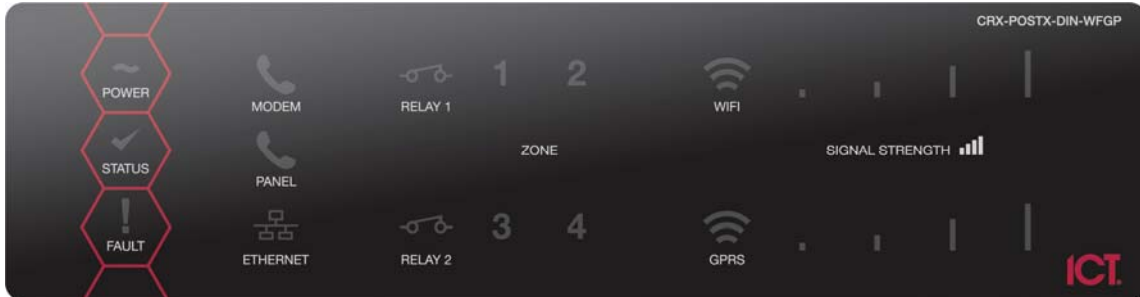 CRX-POSTX-DIN-WFGP
POWER
MODEM
RELAY 1
1 2
WIFI
STATUS
PANEL
ZONE
SIGNAL STRENGTH
FAULT
ETHERNET
RELAY 2
3 4
GPRS
ICT